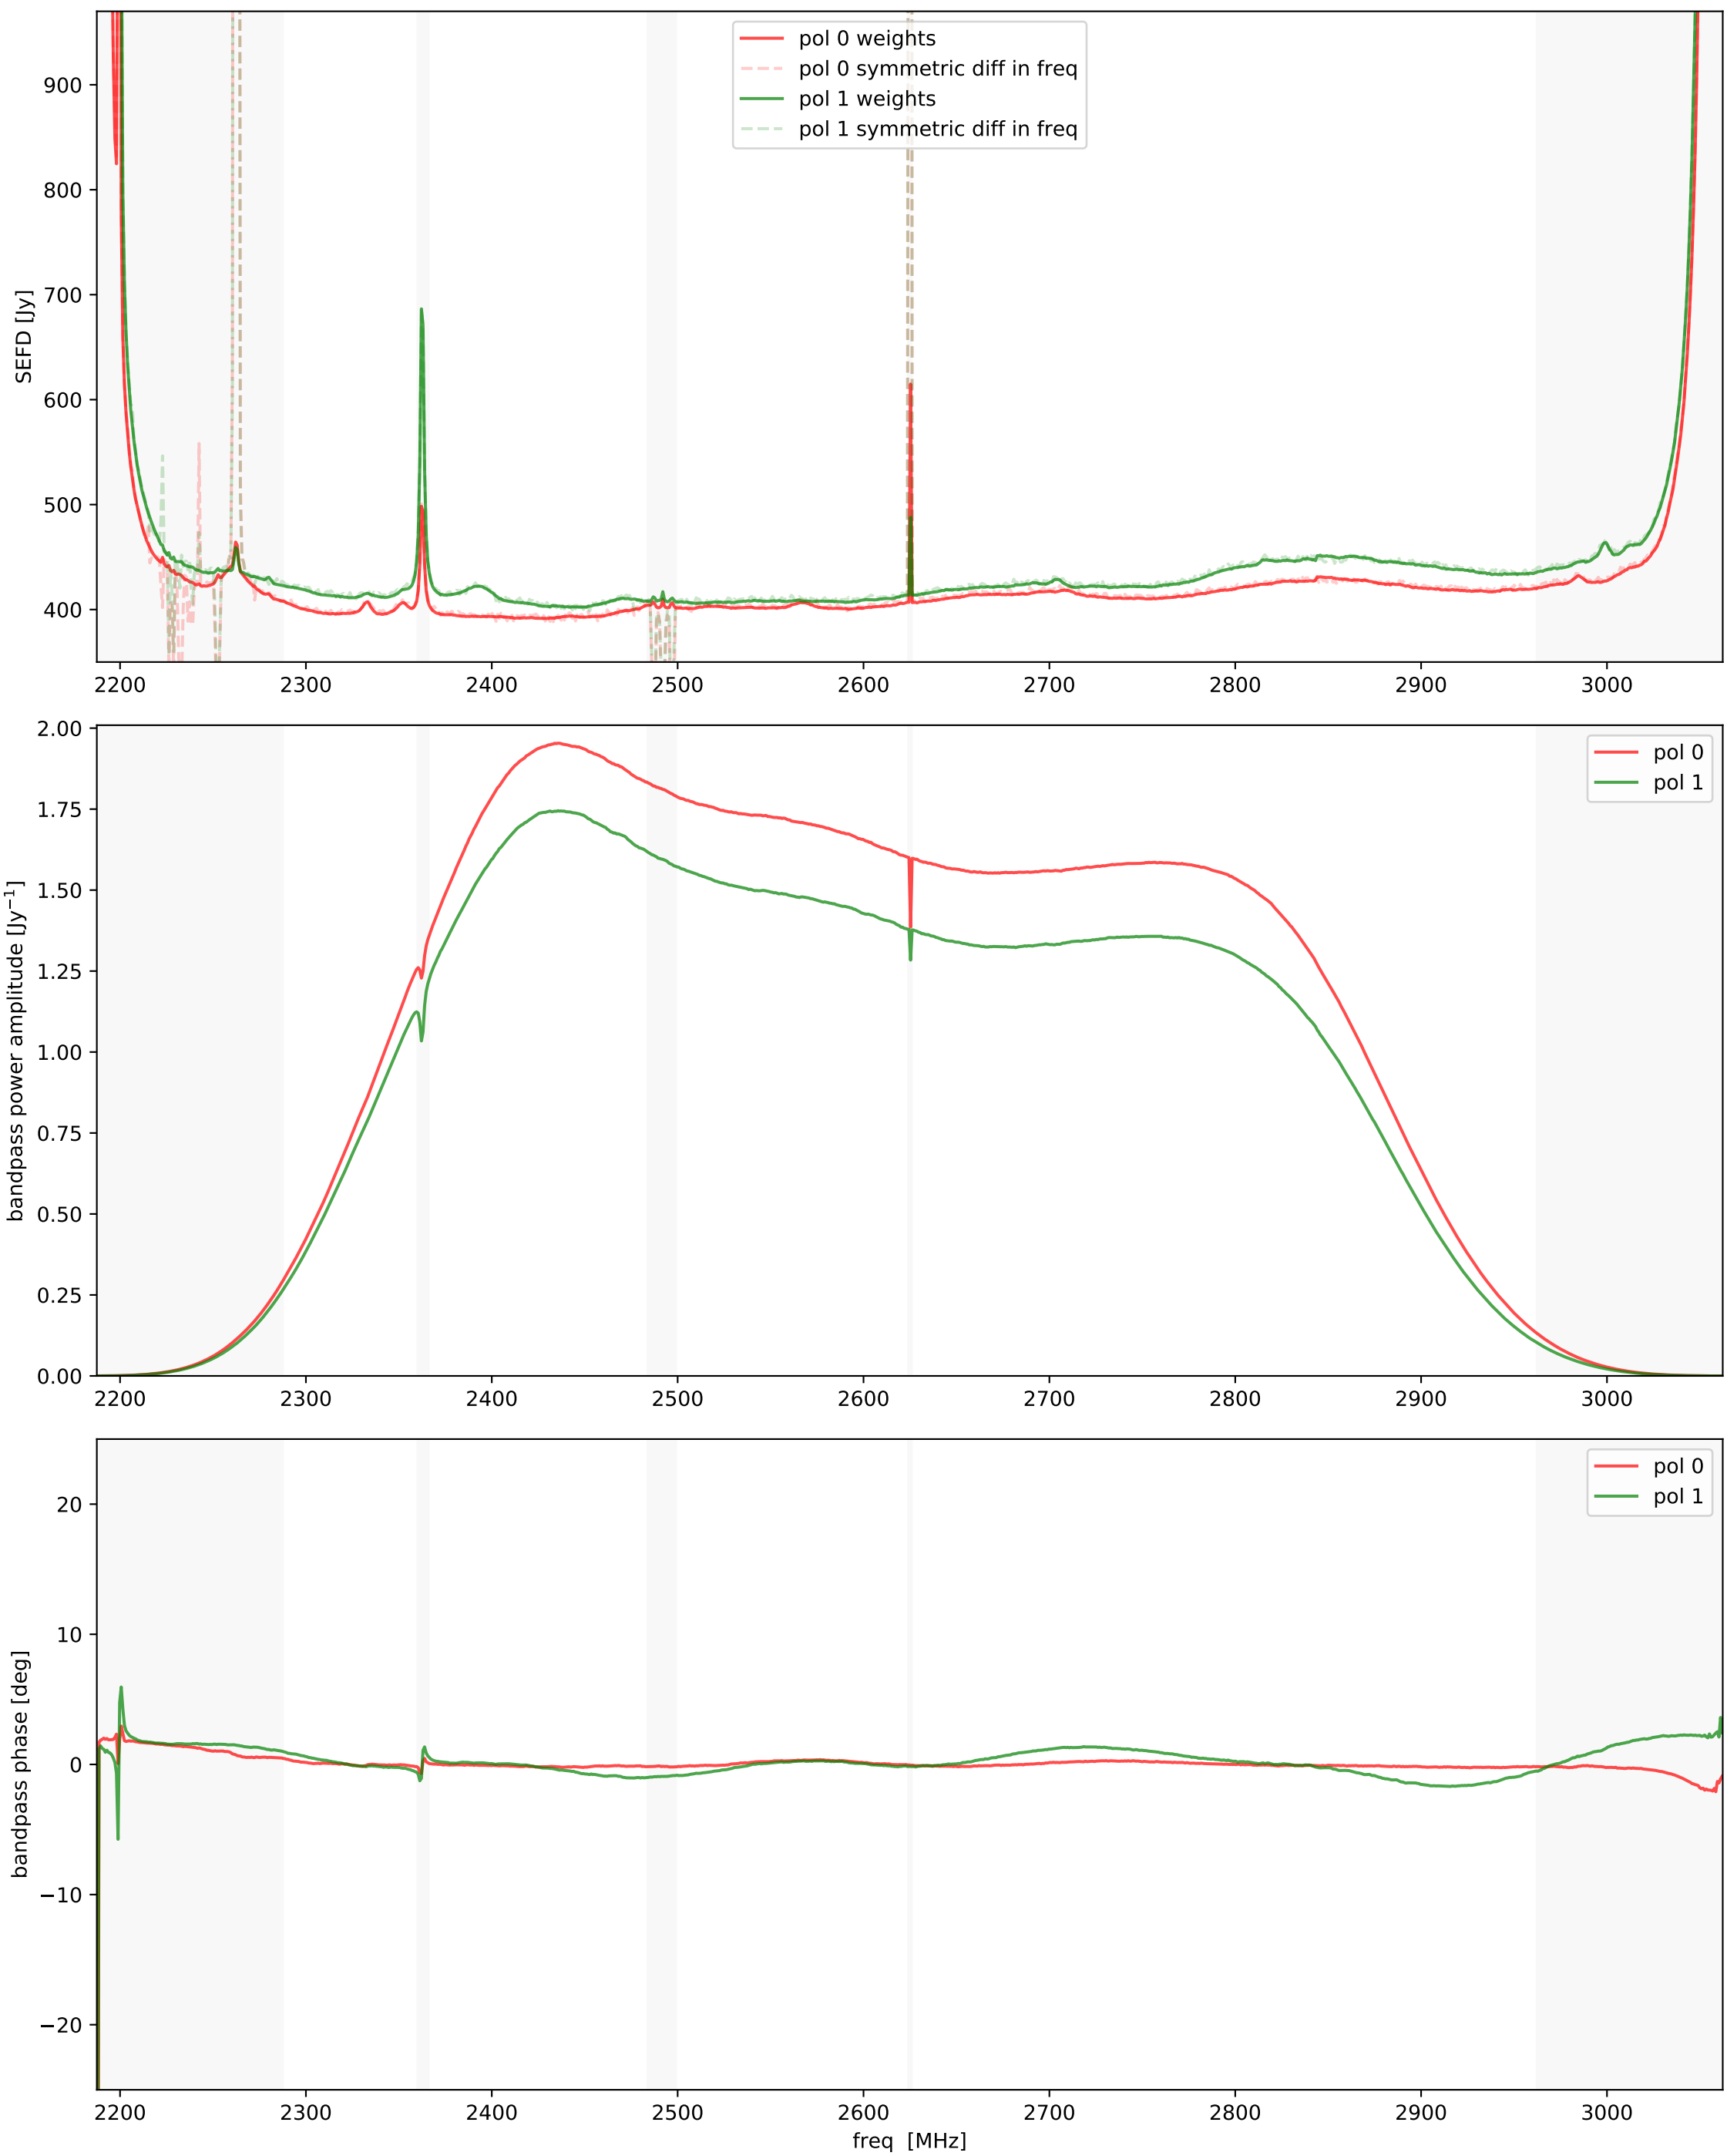 pol 0 weights
pol 0 symmetric diff in freq
pol 1 weights
pol 1 symmetric diff in freq
900
800
700
600
500
400
SEFD [Jy]
2200 2300 2400 2500 2600 2700 2800 2900 3000
pol 0
pol 1
2.00
1.75
1.50
1.25
1.00
0.75
0.50
0.25
0.00
bandpass power amplitude [Jy⁻¹]
2200 2300 2400 2500 2600 2700 2800 2900 3000
pol 0
pol 1
20
10
0
−10
−20
bandpass phase [deg]
2200 2300 2400 2500 2600 2700 2800 2900 3000
freq [MHz]